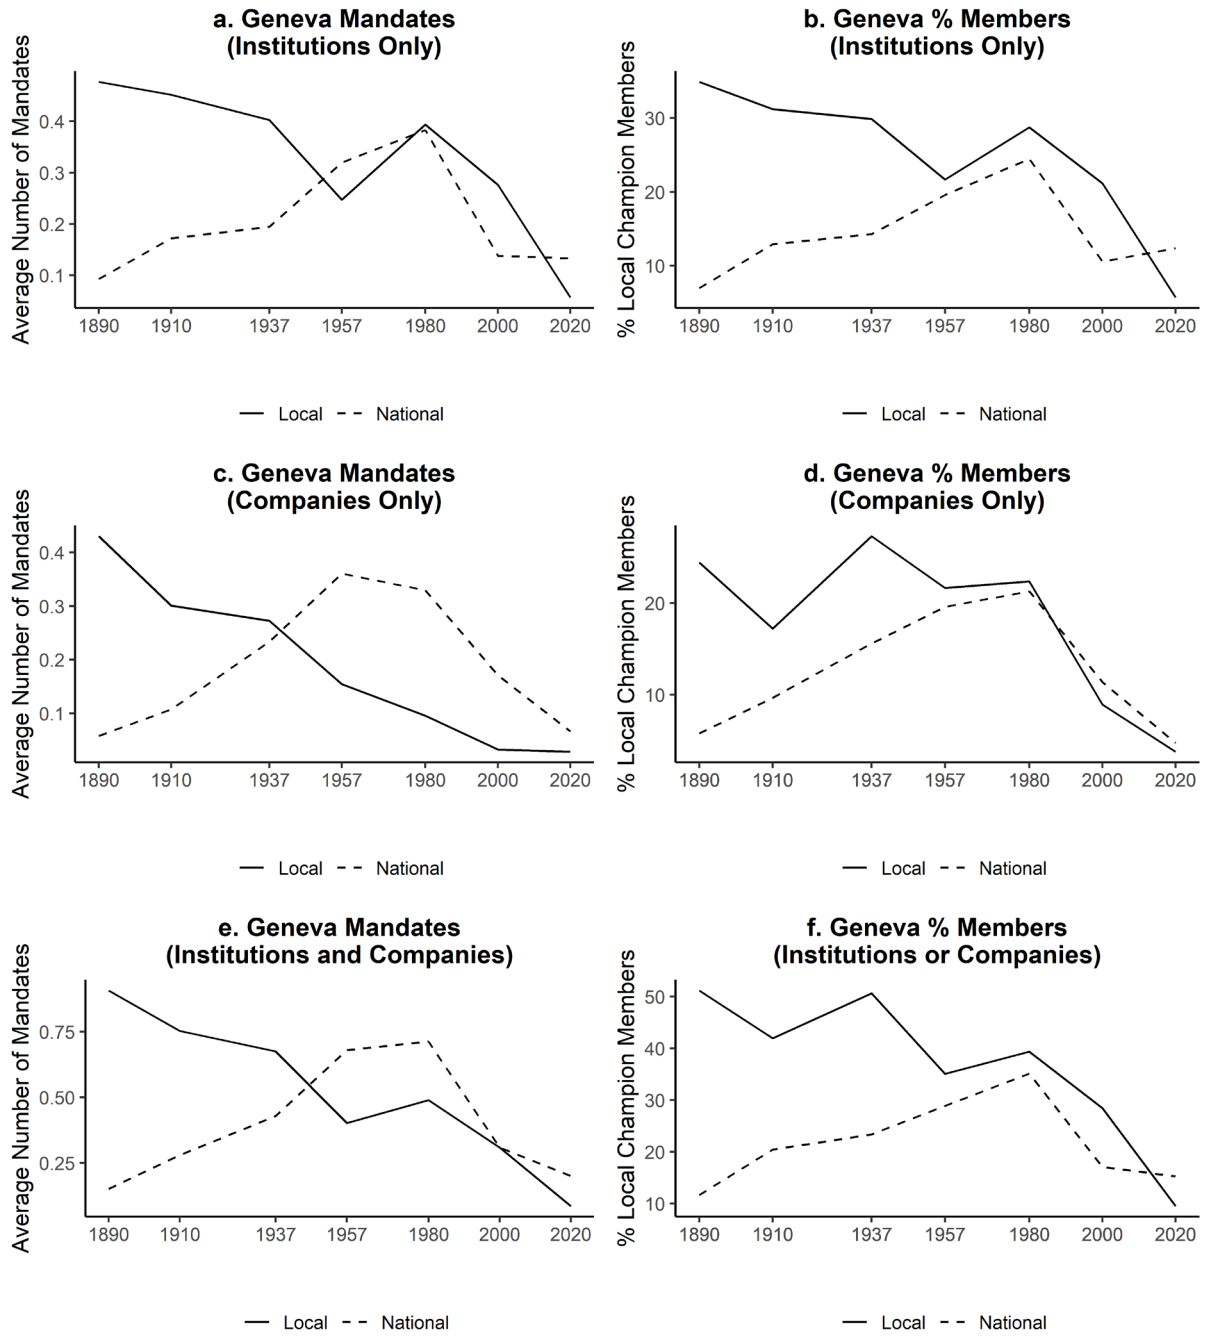 a. Geneva Mandates
(Institutions Only)
Average Number of Mandates
0.4
0.3
0.2
0.1
1890 1910 1937 1957 1980 2000 2020
Local National
b. Geneva % Members
(Institutions Only)
% Local Champion Members
30
20
10
1890 1910 1937 1957 1980 2000 2020
Local National
c. Geneva Mandates
(Companies Only)
Average Number of Mandates
0.4
0.3
0.2
0.1
1890 1910 1937 1957 1980 2000 2020
Local National
d. Geneva % Members
(Companies Only)
% Local Champion Members
20
10
1890 1910 1937 1957 1980 2000 2020
Local National
e. Geneva Mandates
(Institutions and Companies)
Average Number of Mandates
0.75
0.50
0.25
1890 1910 1937 1957 1980 2000 2020
Local National
f. Geneva % Members
(Institutions or Companies)
% Local Champion Members
50
40
30
20
10
1890 1910 1937 1957 1980 2000 2020
Local National